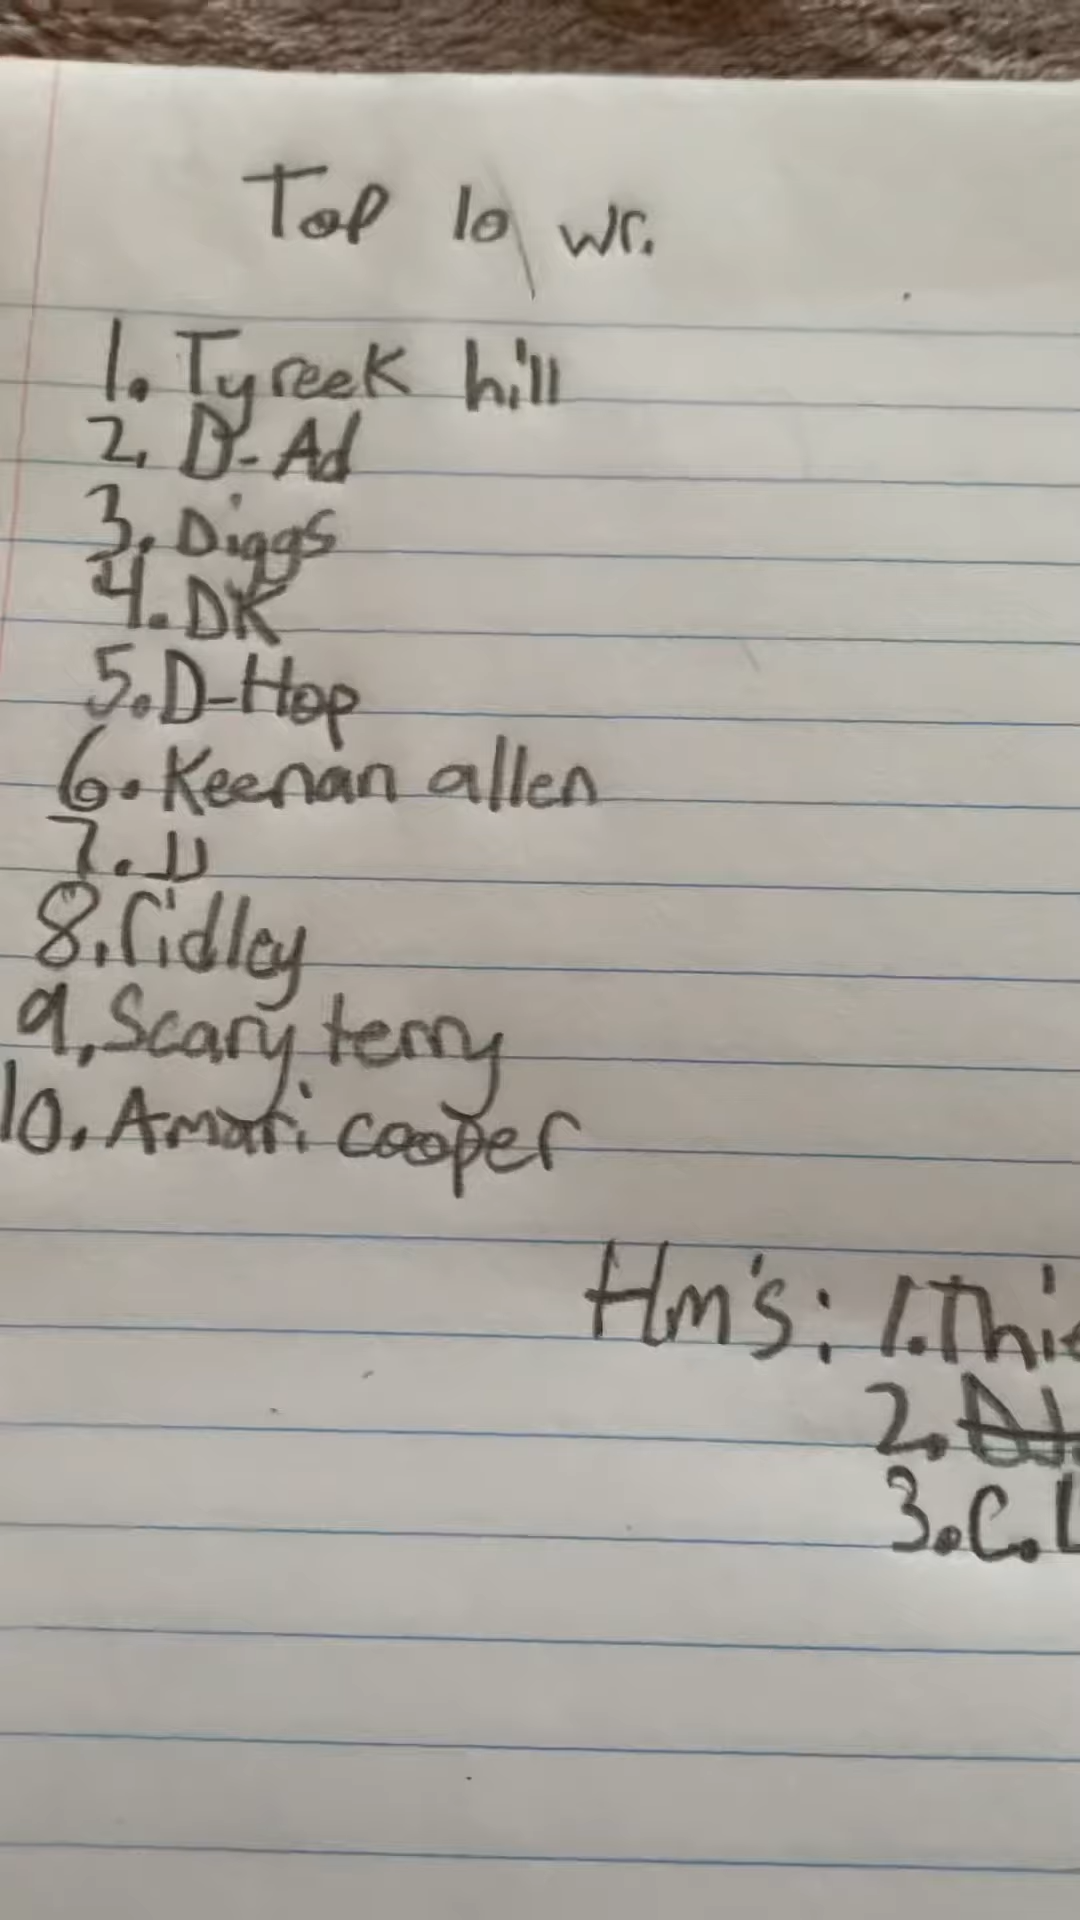 Top 10 wr.
1. Tyreek hill
2. D-Ad
3. Diggs
4. DK
5. D-Hop
6. Keenan allen
7. JJ
8. ridley
9. Scary terry
10. Amari cooper
Hm's: 1. Thi
2.
3. C. L